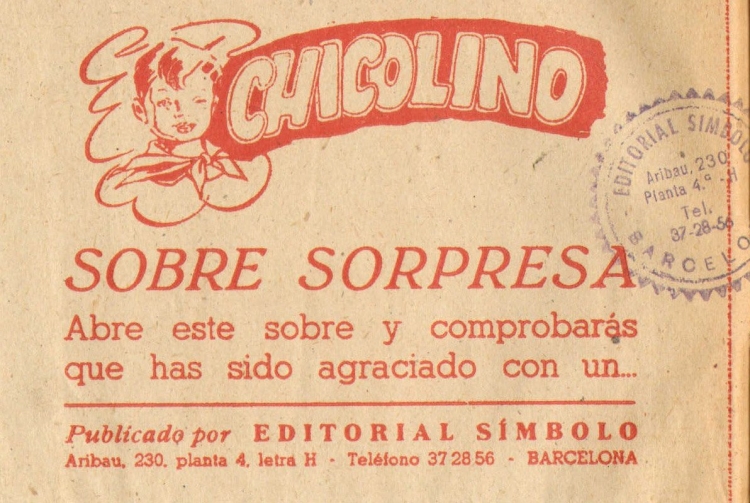 CHICOLINO
SOBRE SORPRESA
Abre este sobre y comprobarás
que has sido agraciado con un...
Publicado por EDITORIAL SÍMBOLO
Aribau, 230, planta 4, letra H - Teléfono 37 28 56 - BARCELONA
EDITORIAL SIMBOLO
Aribau, 230
Planta 4.º - H
Tel.
37-28-56
BARCELO